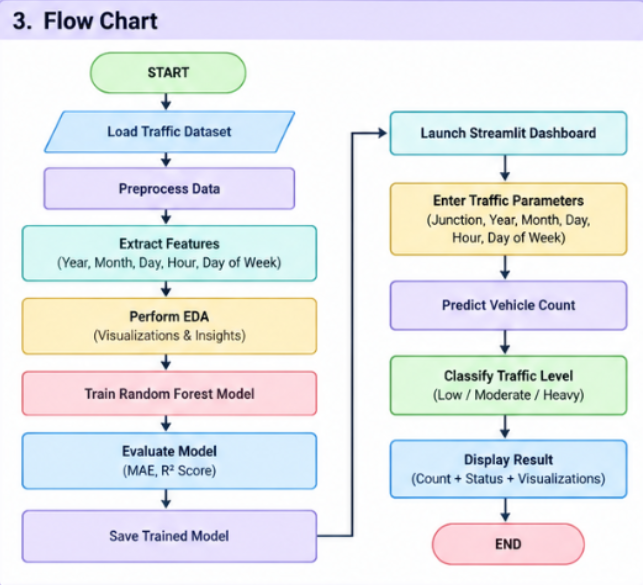 3. Flow Chart
START
Load Traffic Dataset
Preprocess Data
Extract Features
(Year, Month, Day, Hour, Day of Week)
Perform EDA
(Visualizations & Insights)
Train Random Forest Model
Evaluate Model
(MAE, R² Score)
Save Trained Model
Launch Streamlit Dashboard
Enter Traffic Parameters
(Junction, Year, Month, Day,
Hour, Day of Week)
Predict Vehicle Count
Classify Traffic Level
(Low / Moderate / Heavy)
Display Result
(Count + Status + Visualizations)
END